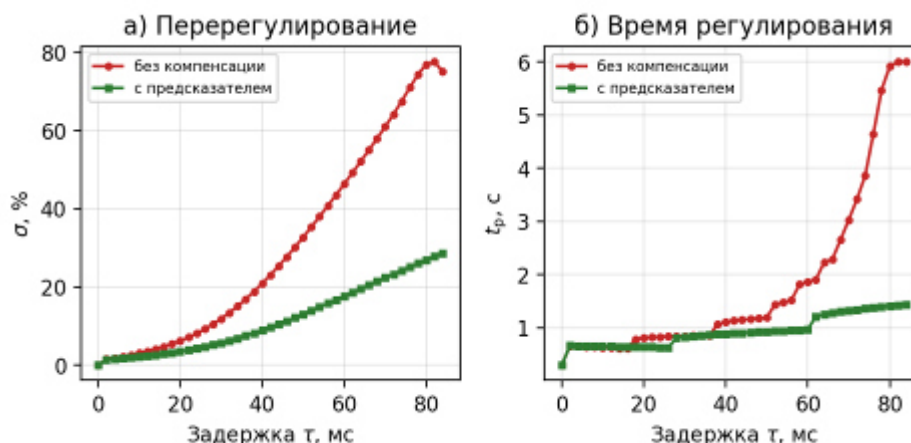 а) Перерегулирование
80
60
40
20
0
σ, %
без компенсации
с предсказателем
0 20 40 60 80
Задержка τ, мс
б) Время регулирования
6
5
4
3
2
1
tр, с
без компенсации
с предсказателем
0 20 40 60 80
Задержка τ, мс